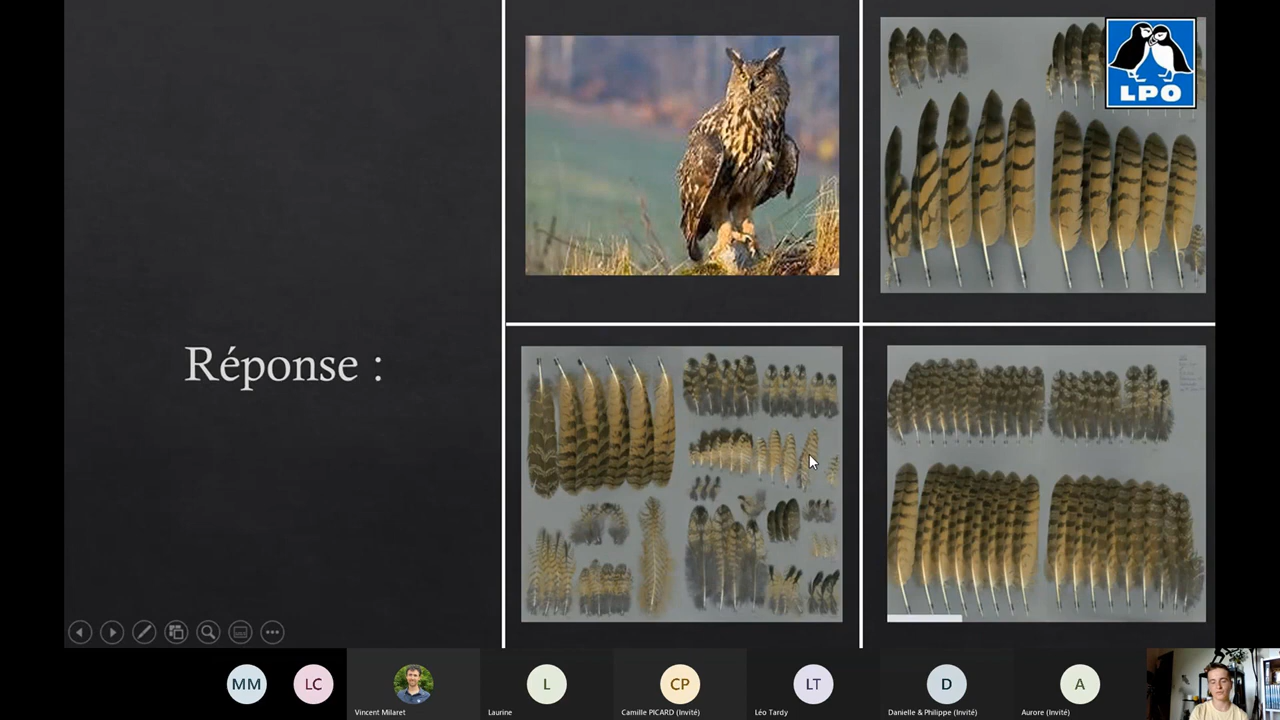 LPO
Réponse :
MM
LC
L
CP
LT
D
A
Vincent Milaret
Laurine
Camille PICARD (Invité)
Léo Tardy
Danielle & Philippe (Invité)
Aurore (Invité)